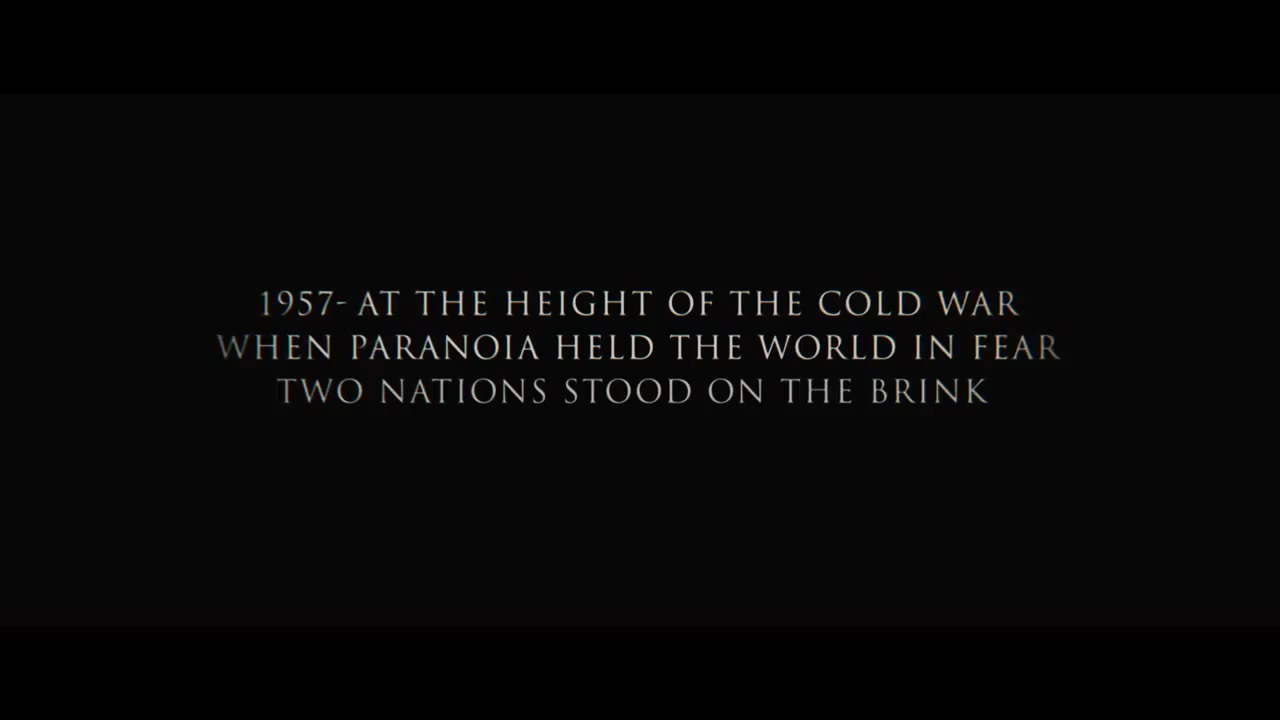 1957- AT THE HEIGHT OF THE COLD WAR
WHEN PARANOIA HELD THE WORLD IN FEAR
TWO NATIONS STOOD ON THE BRINK